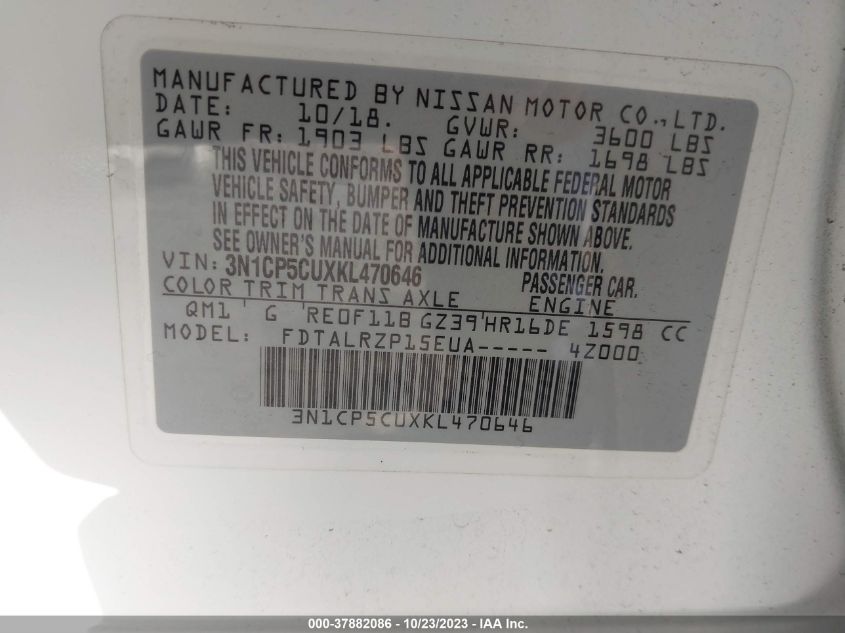 MANUFACTURED BY NISSAN MOTOR CO., LTD.
DATE: 10/18. GVWR: 3600 LBS
GAWR FR: 1903 LBS GAWR RR: 1698 LBS
THIS VEHICLE CONFORMS TO ALL APPLICABLE FEDERAL MOTOR
VEHICLE SAFETY, BUMPER AND THEFT PREVENTION STANDARDS
IN EFFECT ON THE DATE OF MANUFACTURE SHOWN ABOVE.
SEE OWNER'S MANUAL FOR ADDITIONAL INFORMATION.
VIN: 3N1CP5CUXKL470646 PASSENGER CAR.
COLOR TRIM TRANS AXLE ENGINE
QM1 ' G ' RE0F11B GZ39 ' HR16DE 1598 CC
MODEL: FDTALRZP15EUA----- 4Z000
3N1CP5CUXKL470646
000-37882086 - 10/23/2023 - IAA Inc.